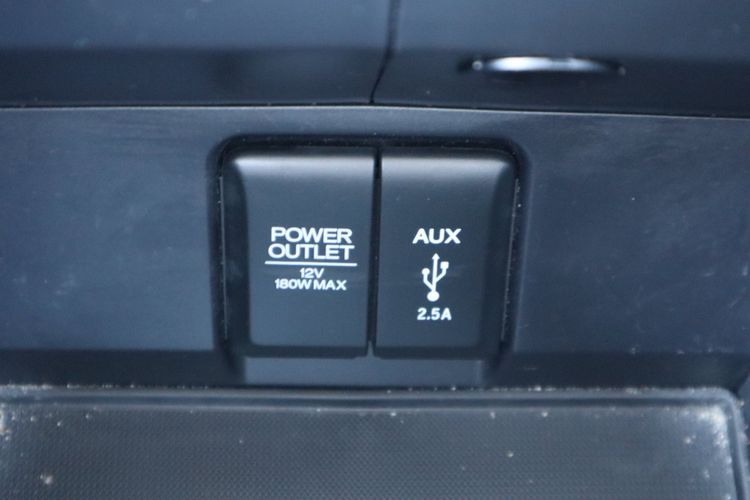 POWER
OUTLET
12V
180W MAX
AUX
2.5A